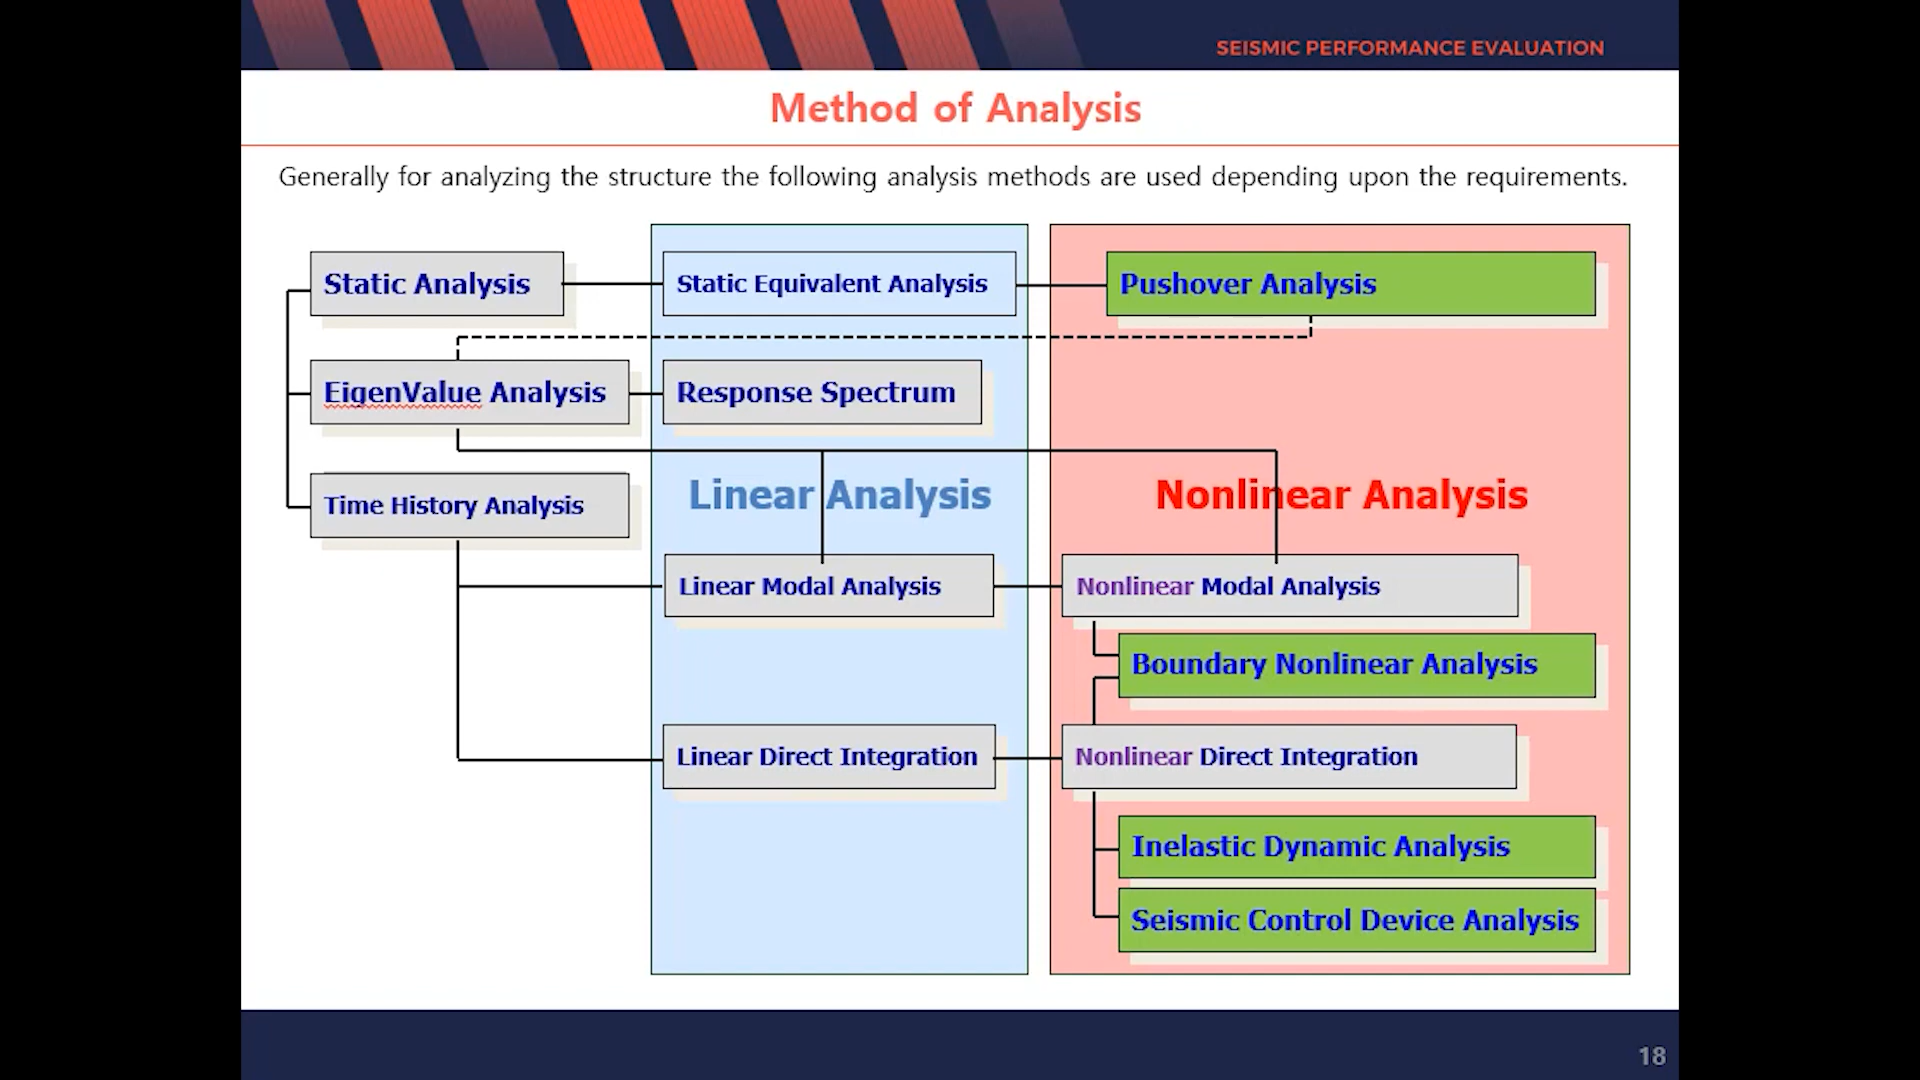 SEISMIC PERFORMANCE EVALUATION
Method of Analysis
Generally for analyzing the structure the following analysis methods are used depending upon the requirements.
Static Analysis
Static Equivalent Analysis
Pushover Analysis
EigenValue Analysis
Response Spectrum
Time History Analysis
Linear Analysis
Nonlinear Analysis
Linear Modal Analysis
Nonlinear Modal Analysis
Boundary Nonlinear Analysis
Linear Direct Integration
Nonlinear Direct Integration
Inelastic Dynamic Analysis
Seismic Control Device Analysis
18